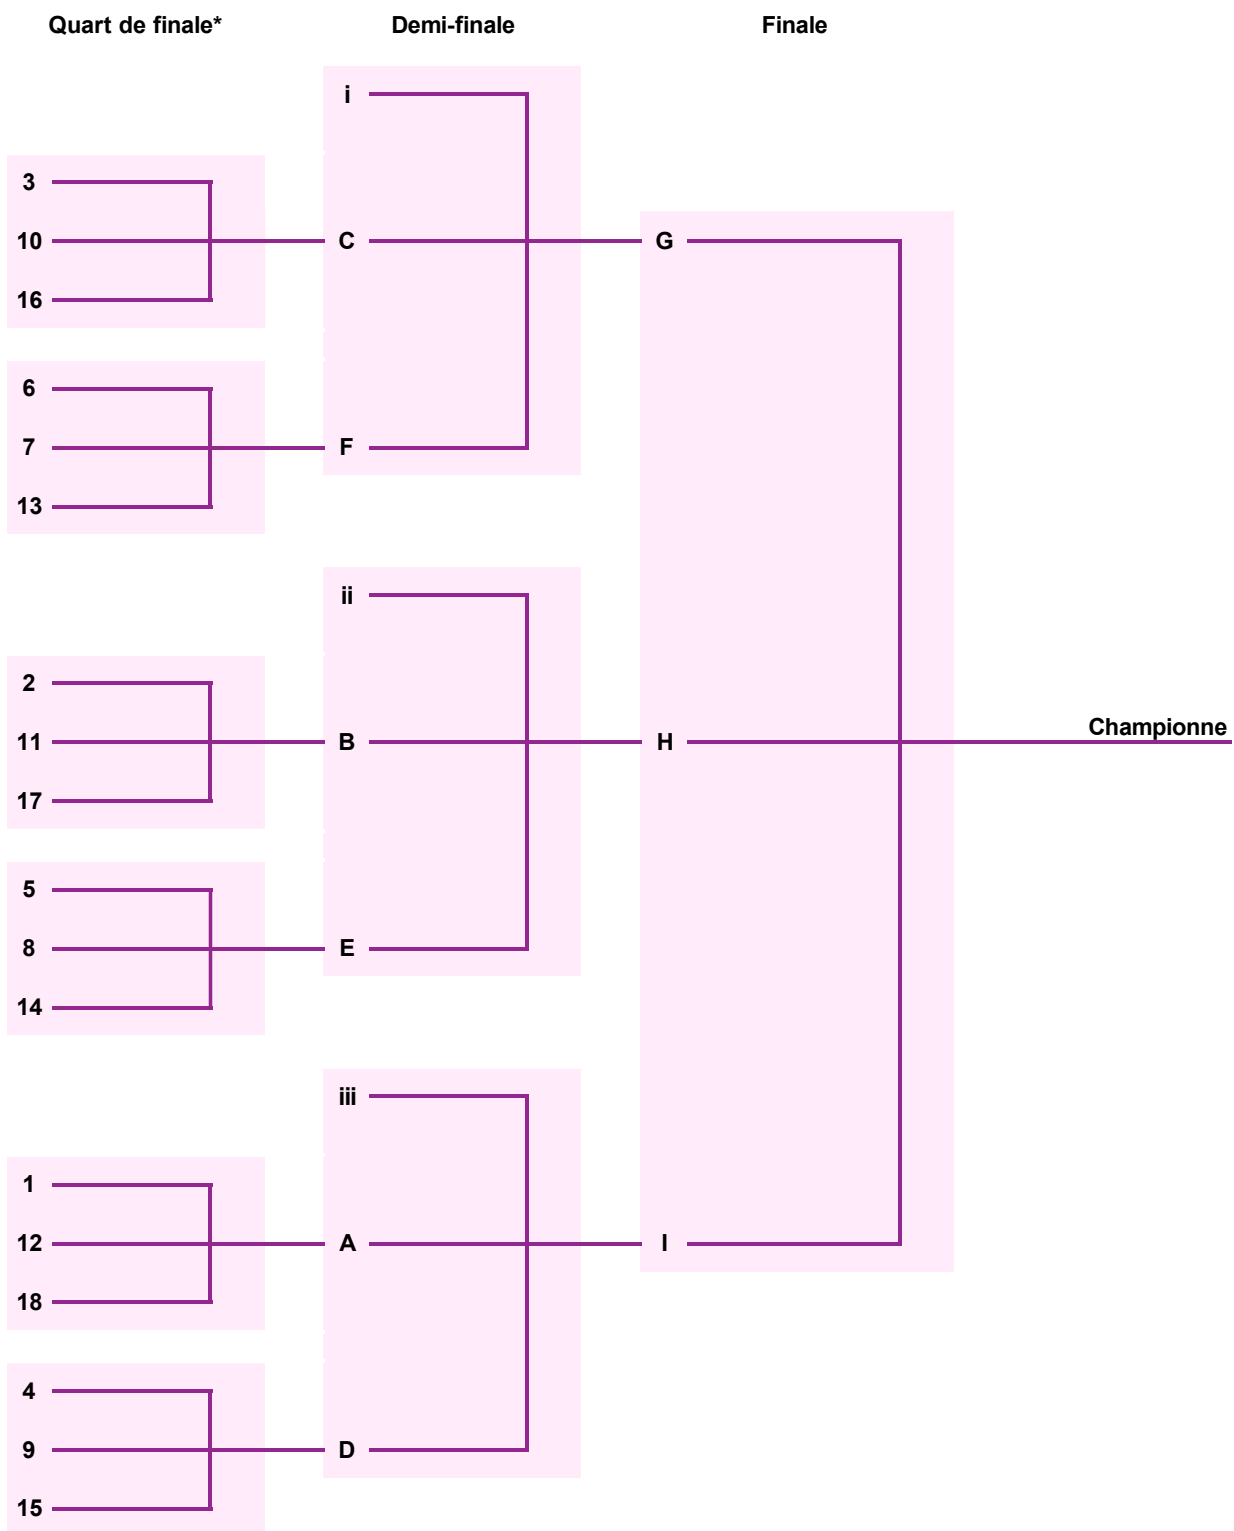 Quart de finale* Demi-finale Finale
i
3
10 C G
16
6
7 F
13
ii
2
Championne
11 B H
17
5
8 E
14
iii
1
12 A I
18
4
9 D
15